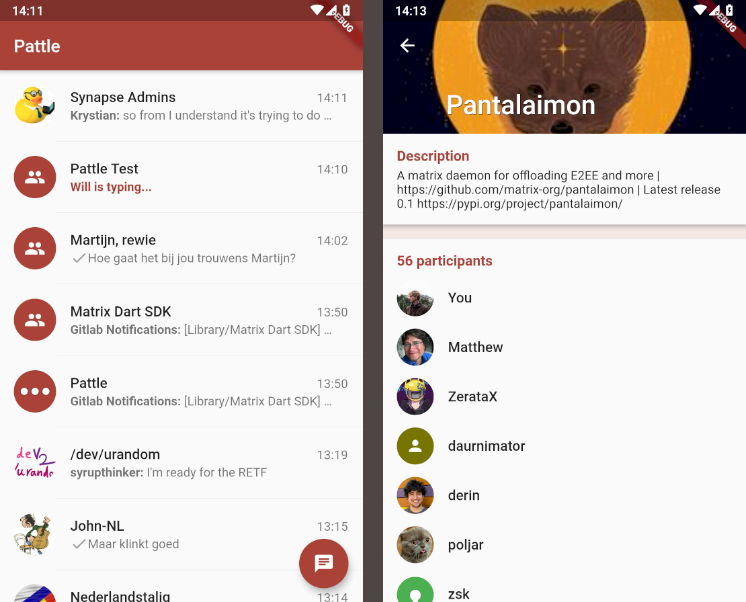 14:11
DEBUG
Pattle
Synapse Admins 14:11
Krystian: so from I understand it's trying to do ...
Pattle Test 14:10
Will is typing...
Martijn, rewie 14:02
Hoe gaat het bij jou trouwens Martijn?
Matrix Dart SDK 13:50
Gitlab Notifications: [Library/Matrix Dart SDK] ...
Pattle 13:50
Gitlab Notifications: [Library/Matrix Dart SDK] ...
deV2
'urando
/dev/urandom 13:19
syrupthinker: I'm ready for the RETF
John-NL 13:15
Maar klinkt goed
Nederlandstalig 13:14
14:13
DEBUG
Pantalaimon
Description
A matrix daemon for offloading E2EE and more |
https://github.com/matrix-org/pantalaimon | Latest release
0.1 https://pypi.org/project/pantalaimon/
56 participants
You
Matthew
ZerataX
daurnimator
derin
poljar
zsk